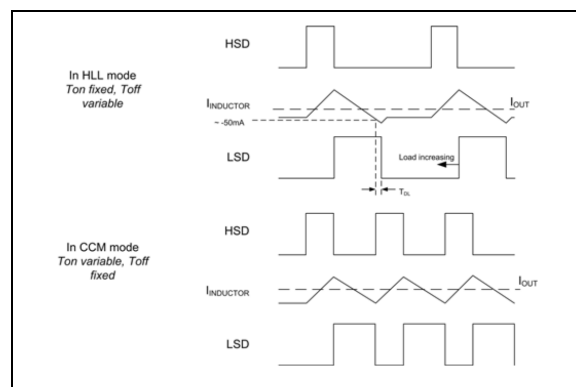 HSD
In HLL mode
Ton fixed, Toff
variable
IINDUCTOR
IOUT
~ -50mA
LSD
Load increasing
TDL
HSD
In CCM mode
Ton variable, Toff
fixed
IINDUCTOR
IOUT
LSD